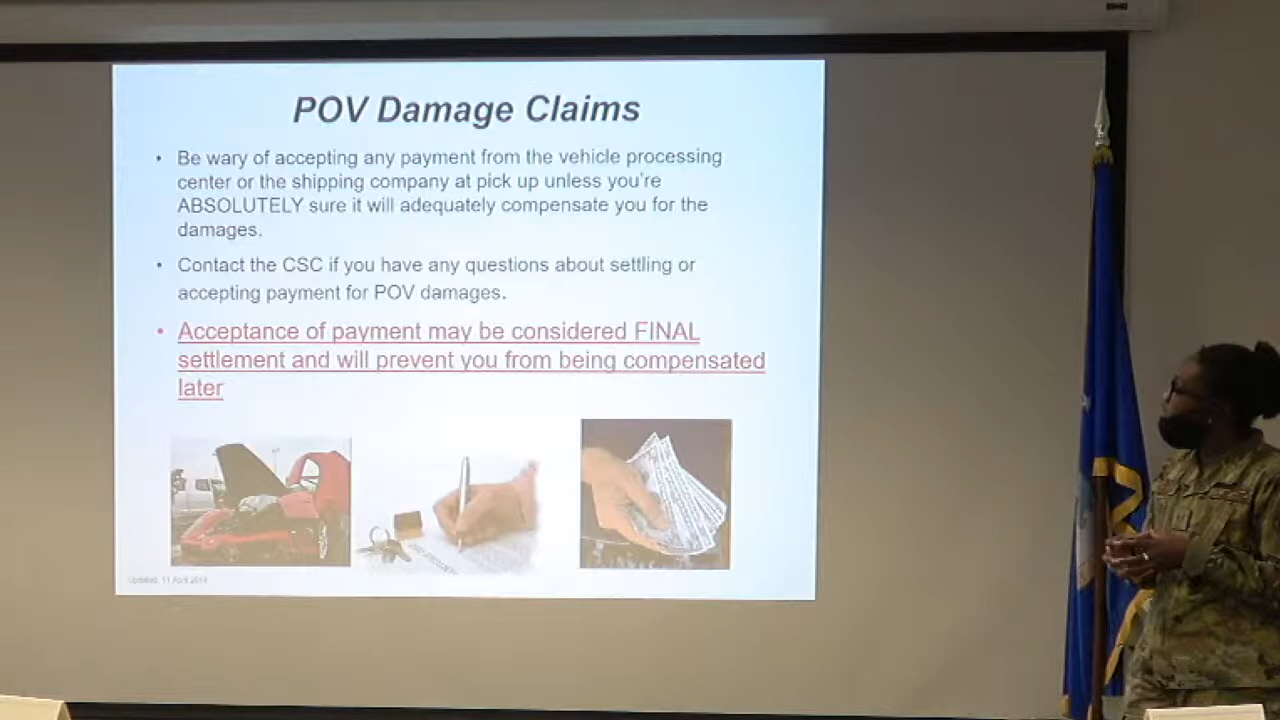 POV Damage Claims
• Be wary of accepting any payment from the vehicle processing
center or the shipping company at pick up unless you're
ABSOLUTELY sure it will adequately compensate you for the
damages.
• Contact the CSC if you have any questions about settling or
accepting payment for POV damages.
• Acceptance of payment may be considered FINAL
settlement and will prevent you from being compensated
later
Updated, 11 April 2014